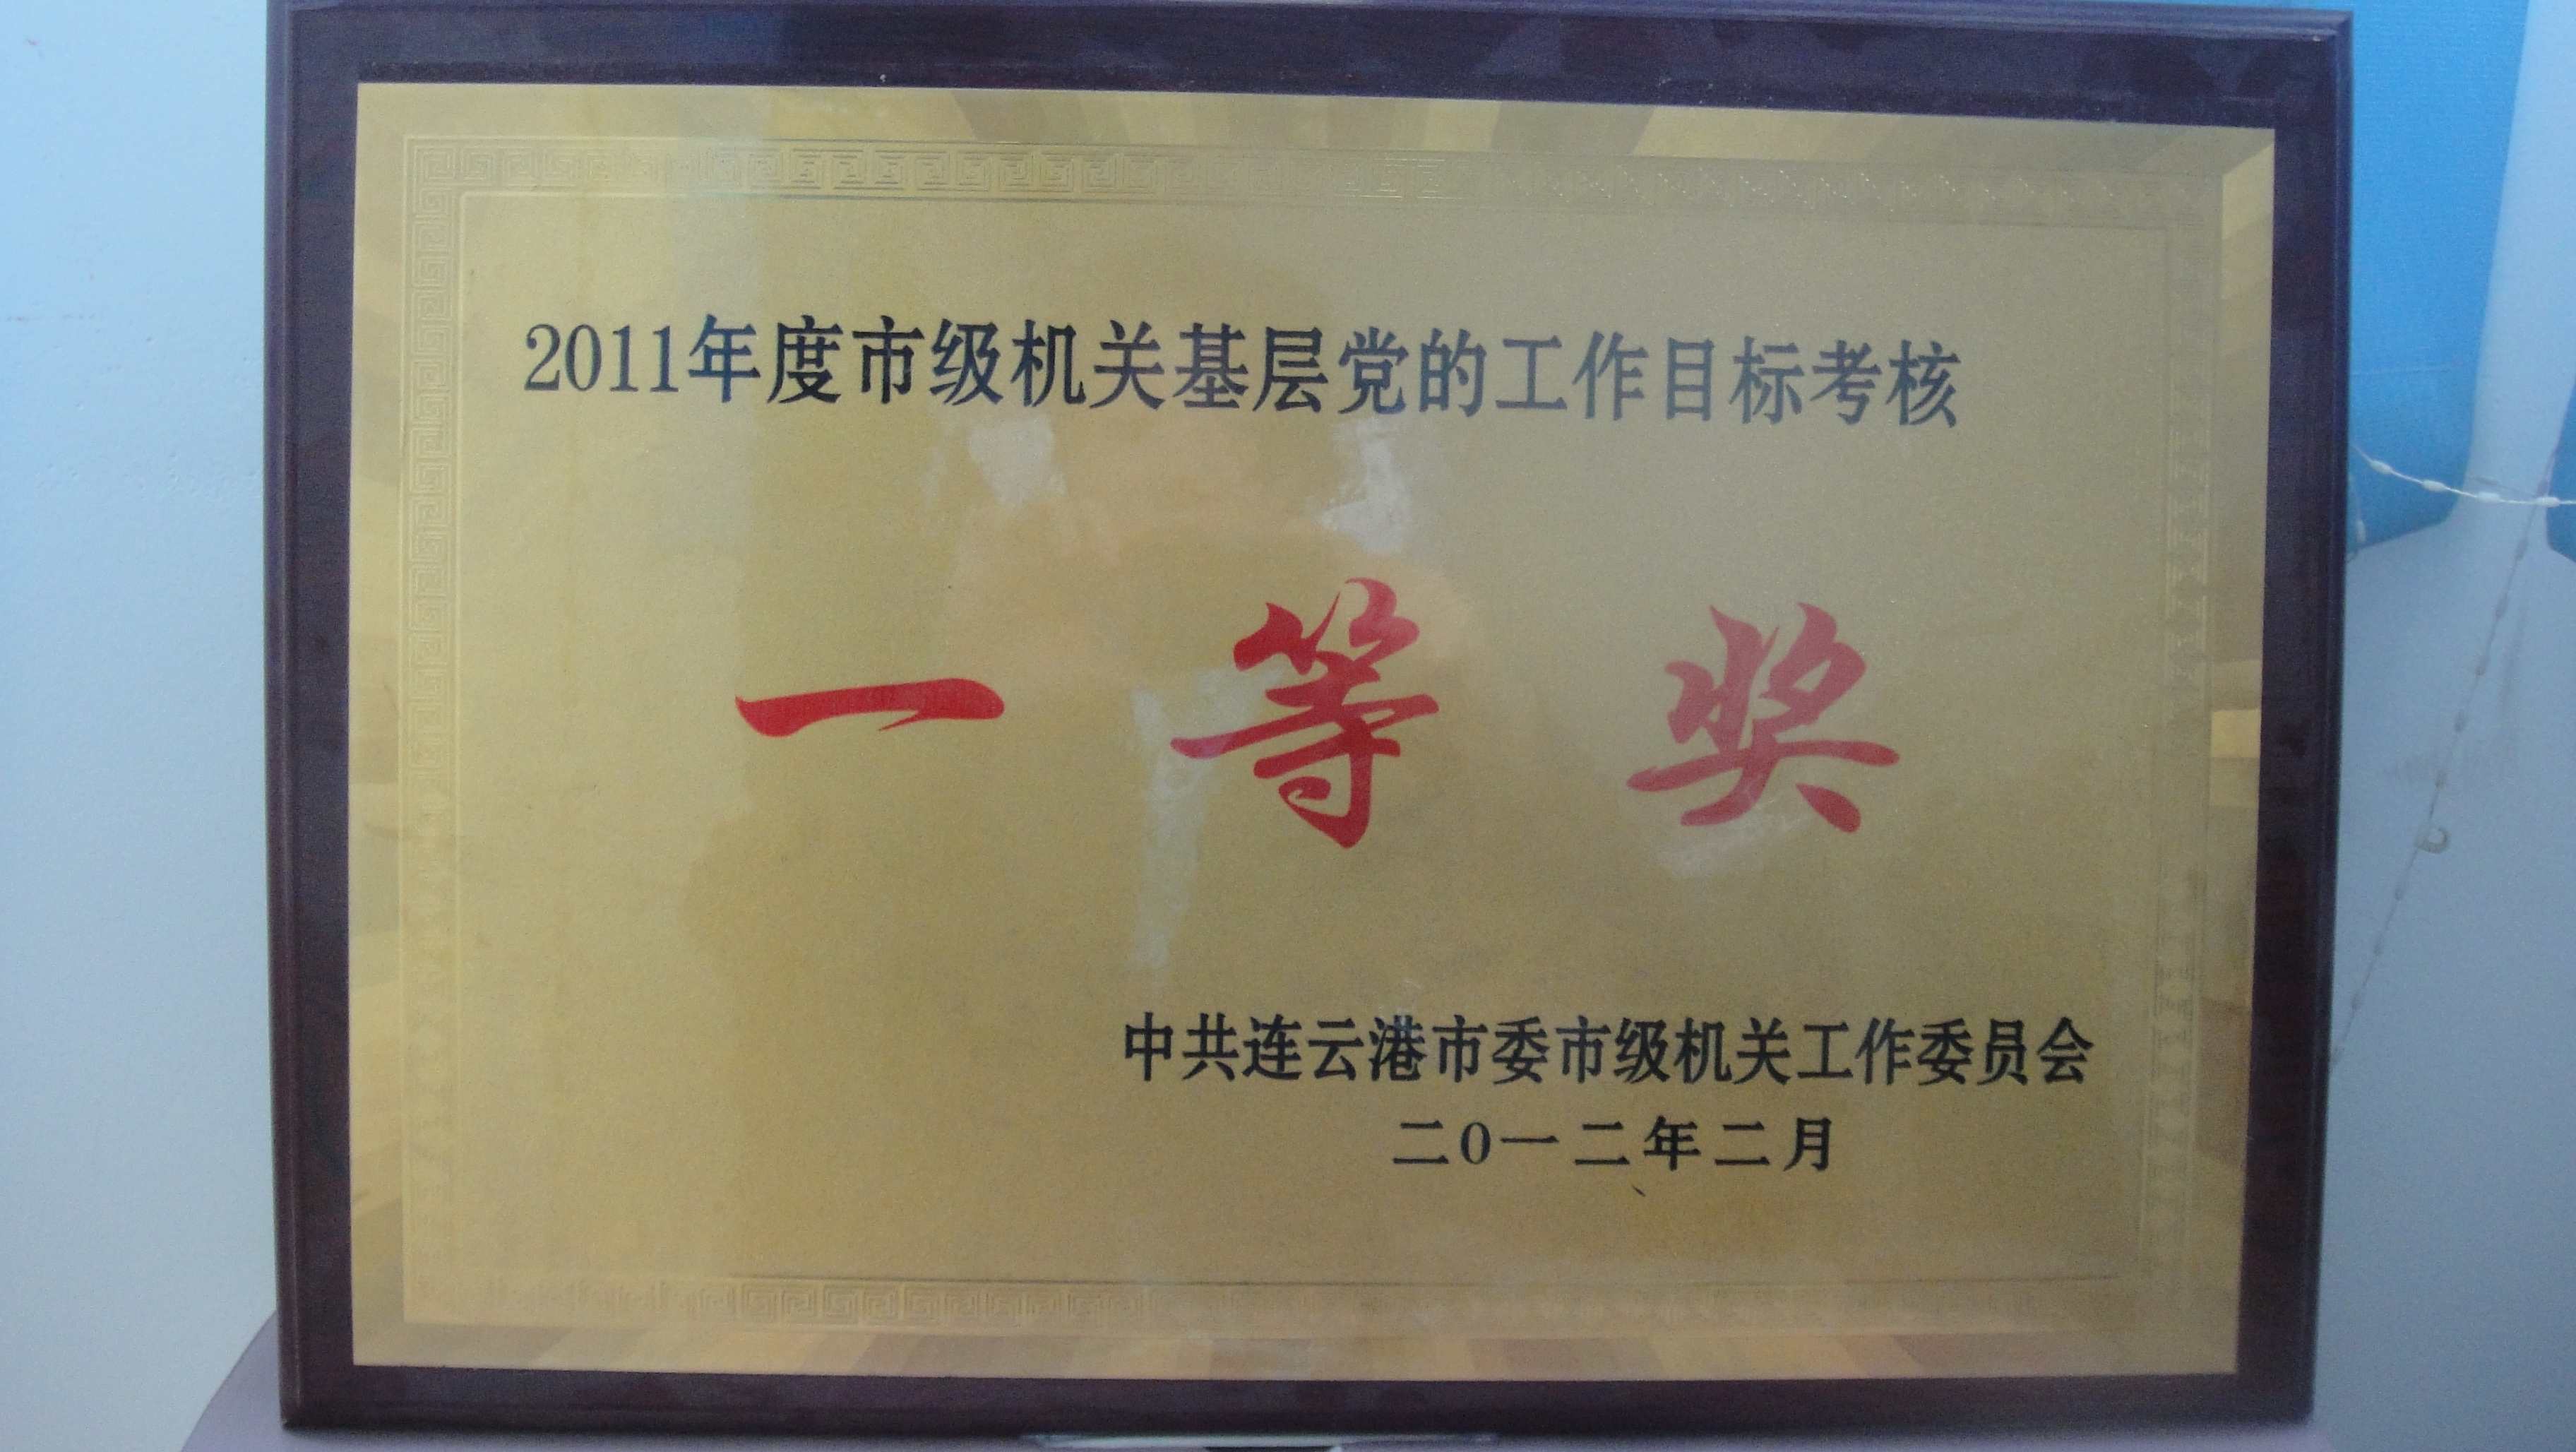 2011年度市级机关基层党的工作目标考核
一等奖
中共连云港市委市级机关工作委员会
二0一二年二月